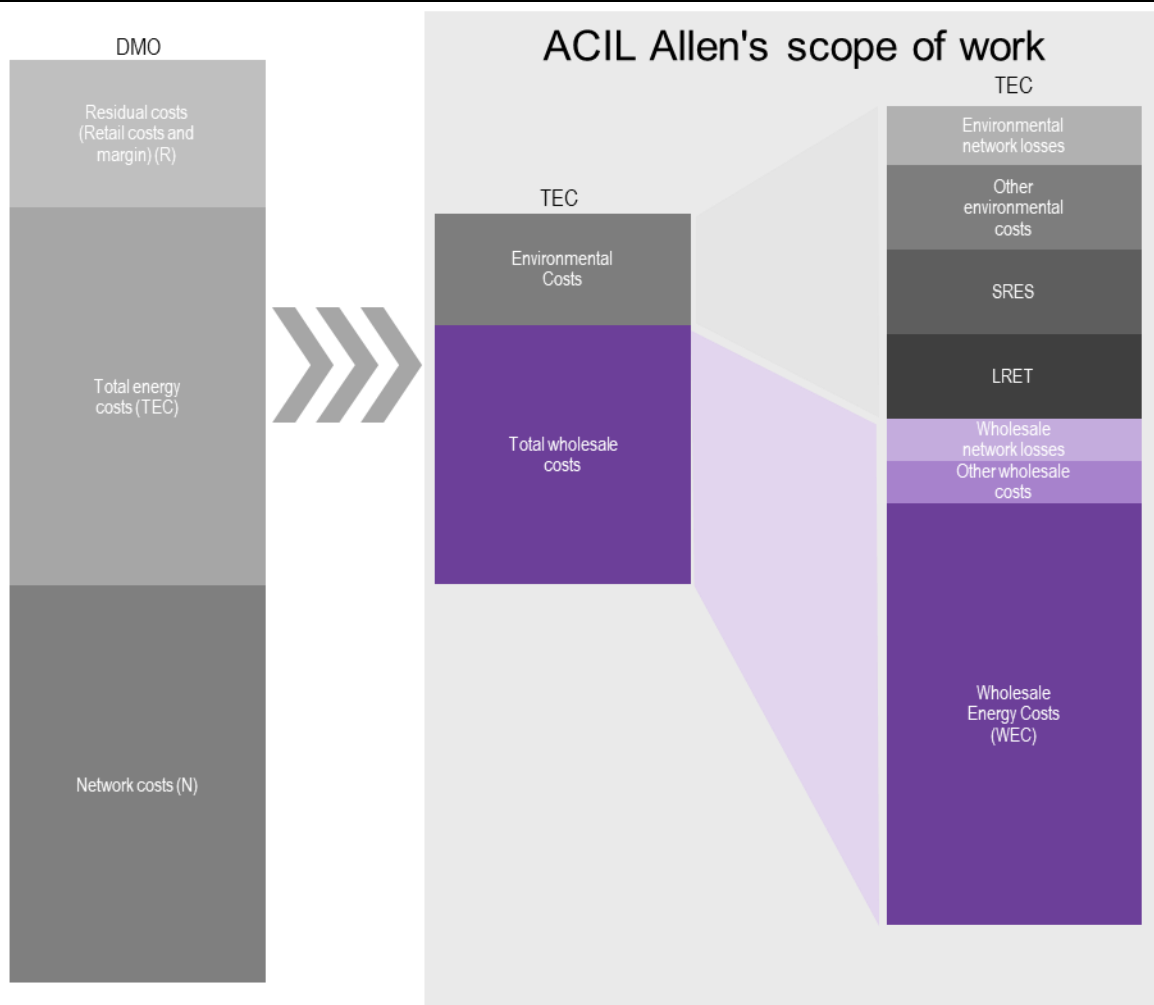 DMO
Residual costs
(Retail costs and
margin) (R)
Total energy
costs (TEC)
Network costs (N)
ACIL Allen's scope of work
TEC
Environmental
Costs
Total wholesale
costs
TEC
Environmental
network losses
Other
environmental
costs
SRES
LRET
Wholesale
network losses
Other wholesale
costs
Wholesale
Energy Costs
(WEC)